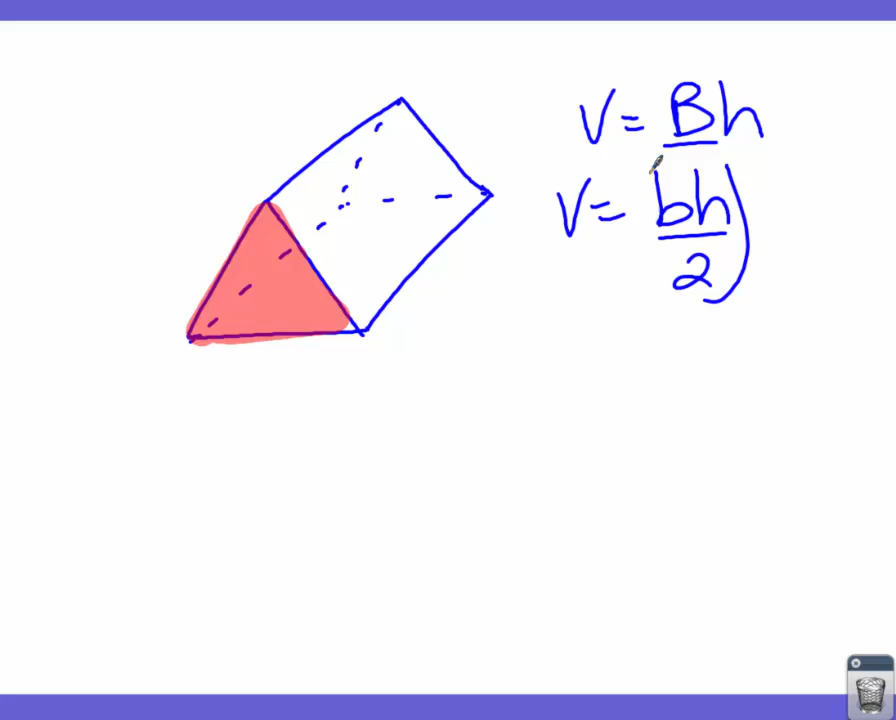 V = Bh
V = bh/2)